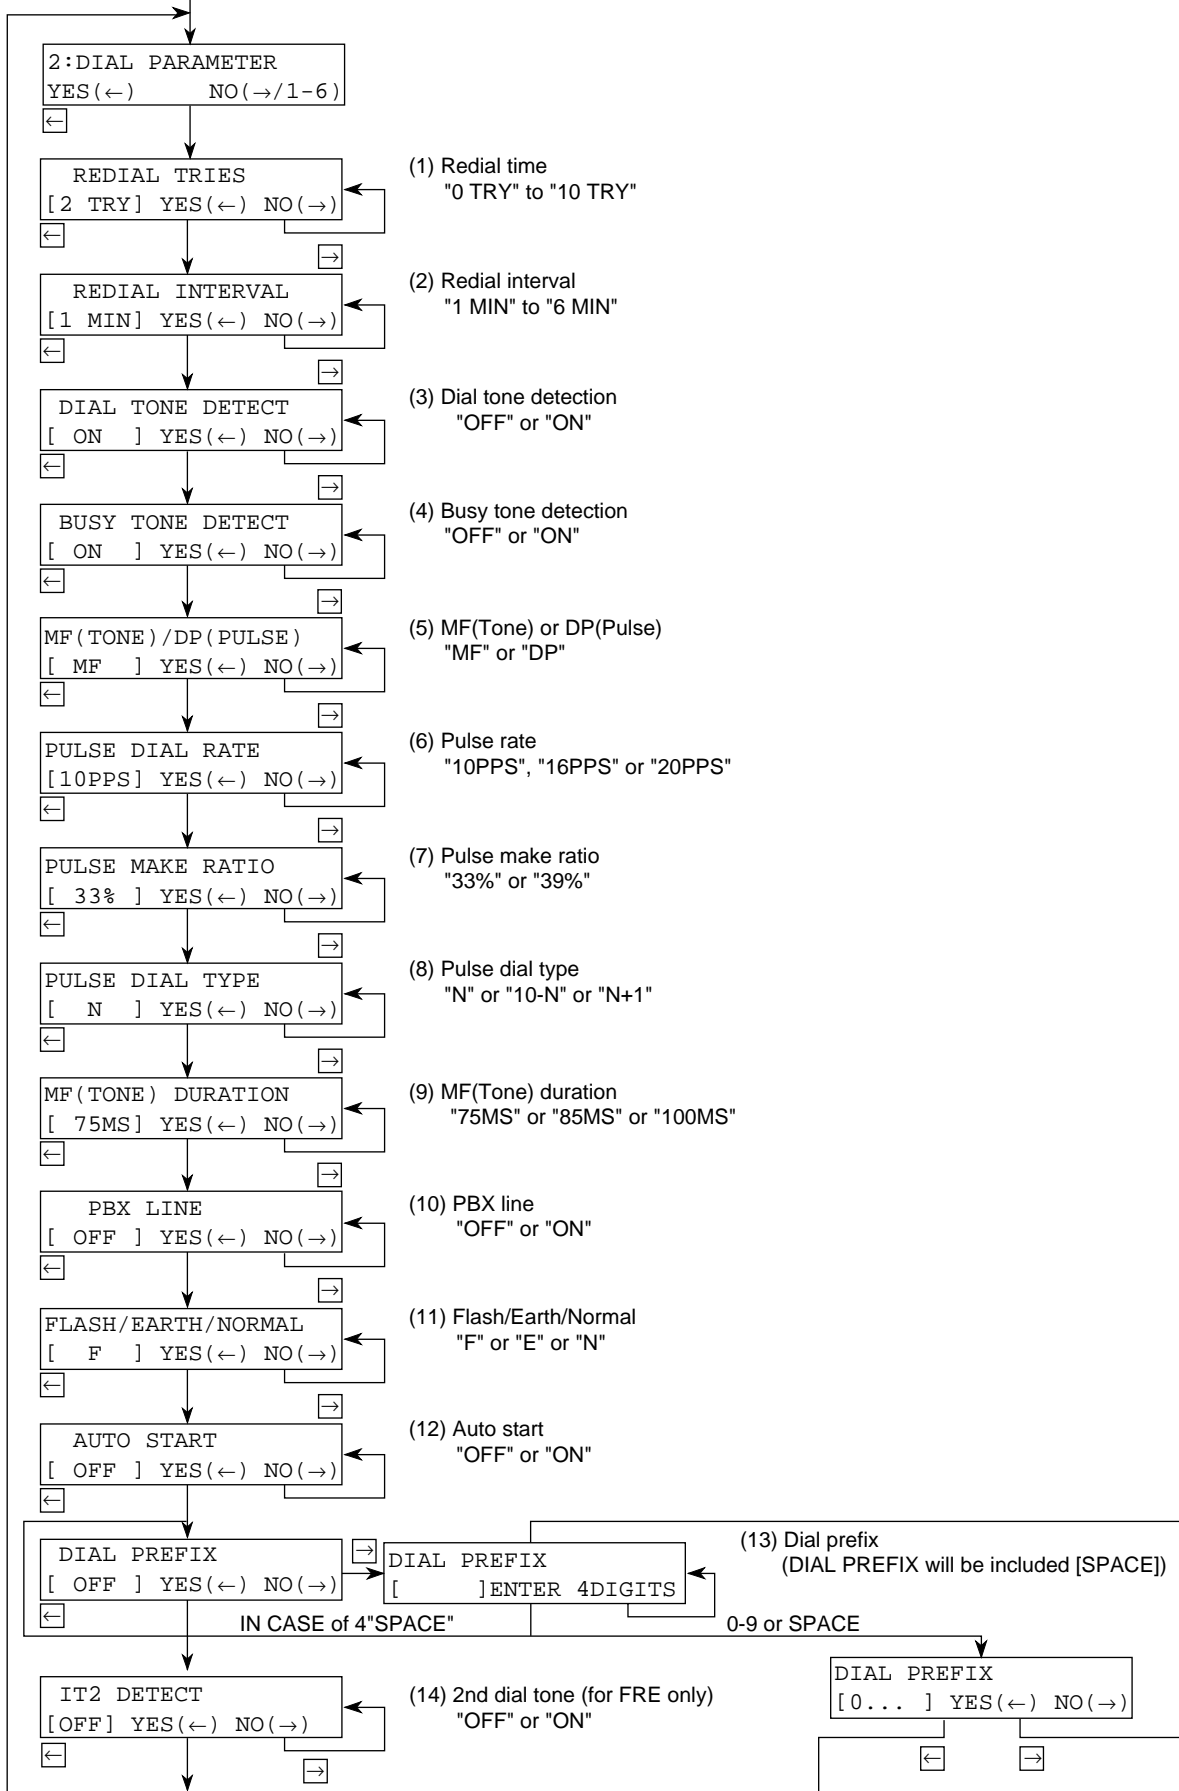 2:DIAL PARAMETER
YES(←) NO(→/1-6)
←
REDIAL TRIES
[2 TRY] YES(←) NO(→)
(1) Redial time
"0 TRY" to "10 TRY"
←
→
REDIAL INTERVAL
[1 MIN] YES(←) NO(→)
(2) Redial interval
"1 MIN" to "6 MIN"
←
→
DIAL TONE DETECT
[ ON ] YES(←) NO(→)
(3) Dial tone detection
"OFF" or "ON"
←
→
BUSY TONE DETECT
[ ON ] YES(←) NO(→)
(4) Busy tone detection
"OFF" or "ON"
←
→
MF(TONE)/DP(PULSE)
[ MF ] YES(←) NO(→)
(5) MF(Tone) or DP(Pulse)
"MF" or "DP"
←
→
PULSE DIAL RATE
[10PPS] YES(←) NO(→)
(6) Pulse rate
"10PPS", "16PPS" or "20PPS"
←
→
PULSE MAKE RATIO
[ 33% ] YES(←) NO(→)
(7) Pulse make ratio
"33%" or "39%"
←
→
PULSE DIAL TYPE
[ N ] YES(←) NO(→)
(8) Pulse dial type
"N" or "10-N" or "N+1"
←
→
MF(TONE) DURATION
[ 75MS] YES(←) NO(→)
(9) MF(Tone) duration
"75MS" or "85MS" or "100MS"
←
→
PBX LINE
[ OFF ] YES(←) NO(→)
(10) PBX line
"OFF" or "ON"
←
→
FLASH/EARTH/NORMAL
[ F ] YES(←) NO(→)
(11) Flash/Earth/Normal
"F" or "E" or "N"
←
→
AUTO START
[ OFF ] YES(←) NO(→)
(12) Auto start
"OFF" or "ON"
←
DIAL PREFIX
[ OFF ] YES(←) NO(→)
←
→
DIAL PREFIX
[ ]ENTER 4DIGITS
(13) Dial prefix
(DIAL PREFIX will be included [SPACE])
IN CASE of 4"SPACE"
0-9 or SPACE
DIAL PREFIX
[0... ] YES(←) NO(→)
←
→
IT2 DETECT
[OFF] YES(←) NO(→)
(14) 2nd dial tone (for FRE only)
"OFF" or "ON"
←
→